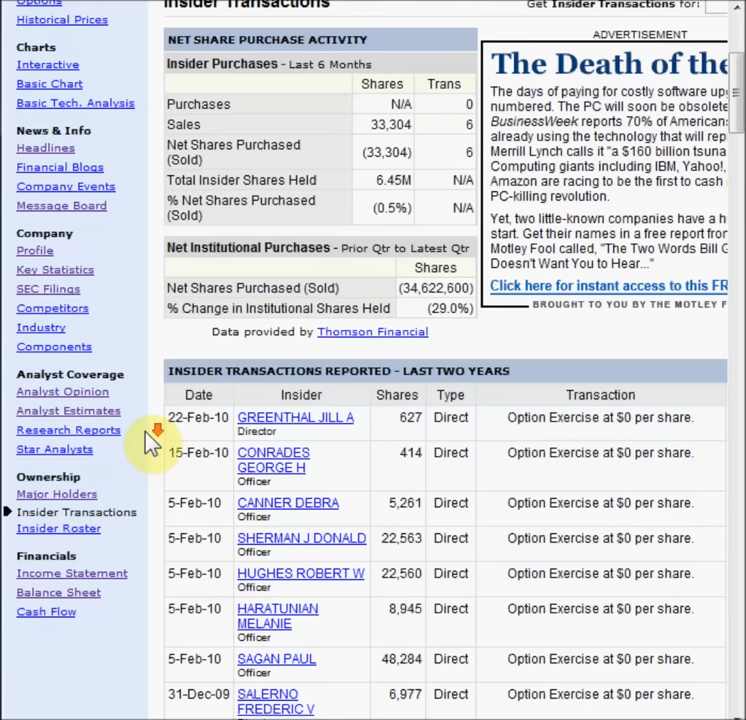 Options
Historical Prices
Charts
Interactive
Basic Chart
Basic Tech. Analysis
News & Info
Headlines
Financial Blogs
Company Events
Message Board
Company
Profile
Key Statistics
SEC Filings
Competitors
Industry
Components
Analyst Coverage
Analyst Opinion
Analyst Estimates
Research Reports
Star Analysts
Ownership
Major Holders
Insider Transactions
Insider Roster
Financials
Income Statement
Balance Sheet
Cash Flow
Insider Transactions
Get Insider Transactions for:
NET SHARE PURCHASE ACTIVITY
Insider Purchases - Last 6 Months
Shares Trans
Purchases N/A 0
Sales 33,304 6
Net Shares Purchased
(Sold) (33,304) 6
Total Insider Shares Held 6.45M N/A
% Net Shares Purchased
(Sold) (0.5%) N/A
Net Institutional Purchases - Prior Qtr to Latest Qtr
Shares
Net Shares Purchased (Sold) (34,622,600)
% Change in Institutional Shares Held (29.0%)
Data provided by Thomson Financial
ADVERTISEMENT
The Death of the
The days of paying for costly software up
numbered. The PC will soon be obsolete
BusinessWeek reports 70% of American
already using the technology that will rep
Merrill Lynch calls it "a $160 billion tsuna
Computing giants including IBM, Yahoo!,
Amazon are racing to be the first to cash
PC-killing revolution.
Yet, two little-known companies have a h
start. Get their names in a free report from
Motley Fool called, "The Two Words Bill G
Doesn't Want You to Hear..."
Click here for instant access to this FR
BROUGHT TO YOU BY THE MOTLEY F
INSIDER TRANSACTIONS REPORTED - LAST TWO YEARS
Date Insider Shares Type Transaction
22-Feb-10 GREENTHAL JILL A 627 Direct Option Exercise at $0 per share.
Director
15-Feb-10 CONRADES 414 Direct Option Exercise at $0 per share.
GEORGE H
Officer
5-Feb-10 CANNER DEBRA 5,261 Direct Option Exercise at $0 per share.
Officer
5-Feb-10 SHERMAN J DONALD 22,563 Direct Option Exercise at $0 per share.
Officer
5-Feb-10 HUGHES ROBERT W 22,560 Direct Option Exercise at $0 per share.
Officer
5-Feb-10 HARATUNIAN 8,945 Direct Option Exercise at $0 per share.
MELANIE
Officer
5-Feb-10 SAGAN PAUL 48,284 Direct Option Exercise at $0 per share.
Officer
31-Dec-09 SALERNO 6,977 Direct Option Exercise at $0 per share.
FREDERIC V